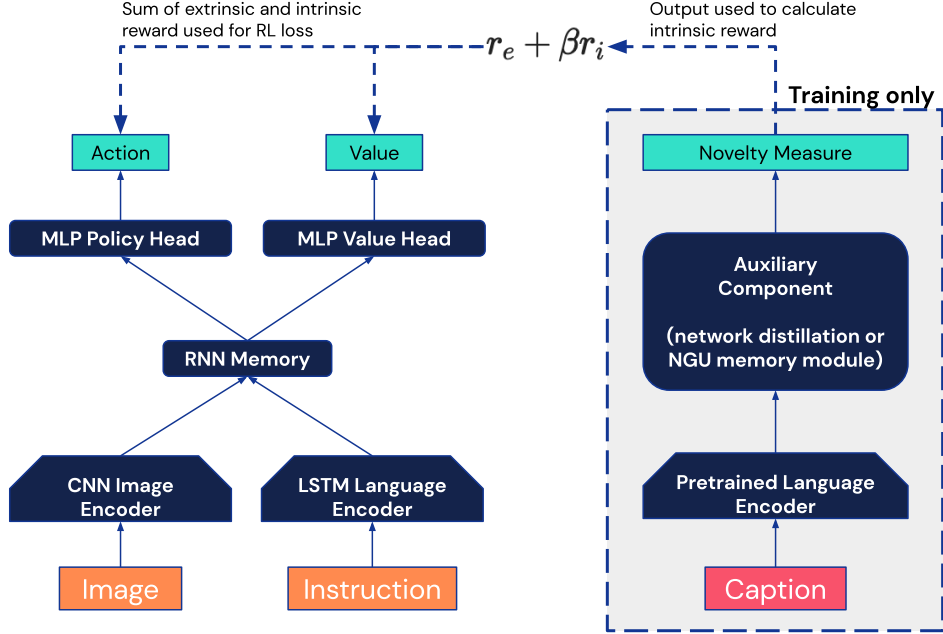 Sum of extrinsic and intrinsic
reward used for RL loss
Output used to calculate
intrinsic reward
rₑ + βrᵢ
Training only
Action
Value
Novelty Measure
MLP Policy Head
MLP Value Head
Auxiliary
Component
(network distillation or
NGU memory module)
RNN Memory
CNN Image
Encoder
LSTM Language
Encoder
Pretrained Language
Encoder
Image
Instruction
Caption